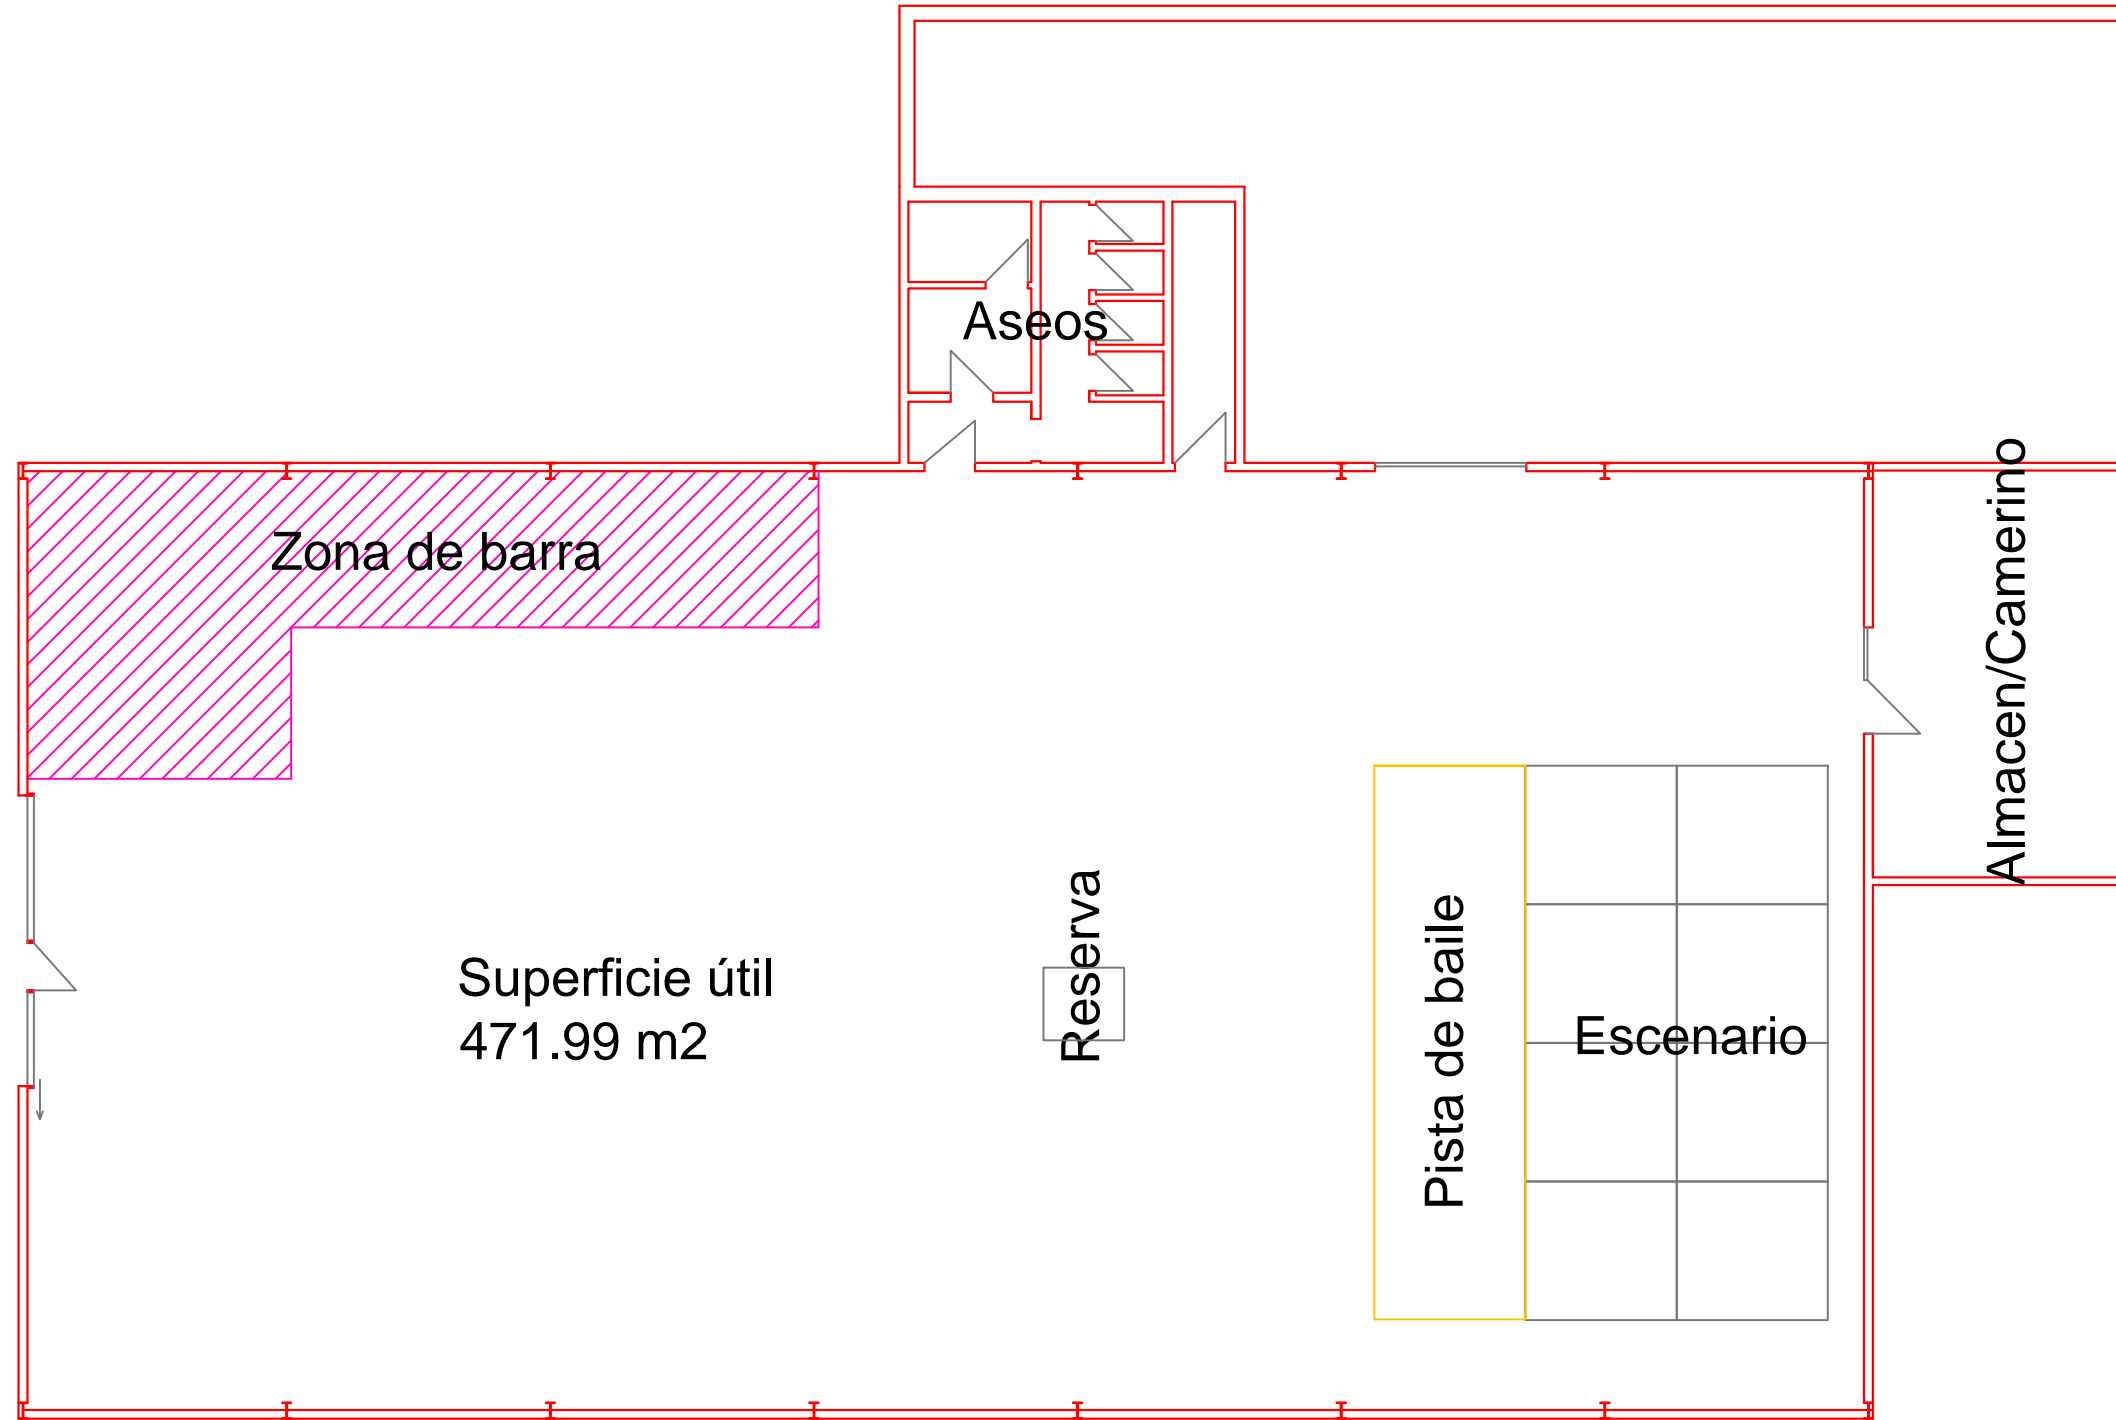 Aseos
Zona de barra
Almacen/Camerino
Superficie útil
471.99 m2
Reserva
Pista de baile
Escenario